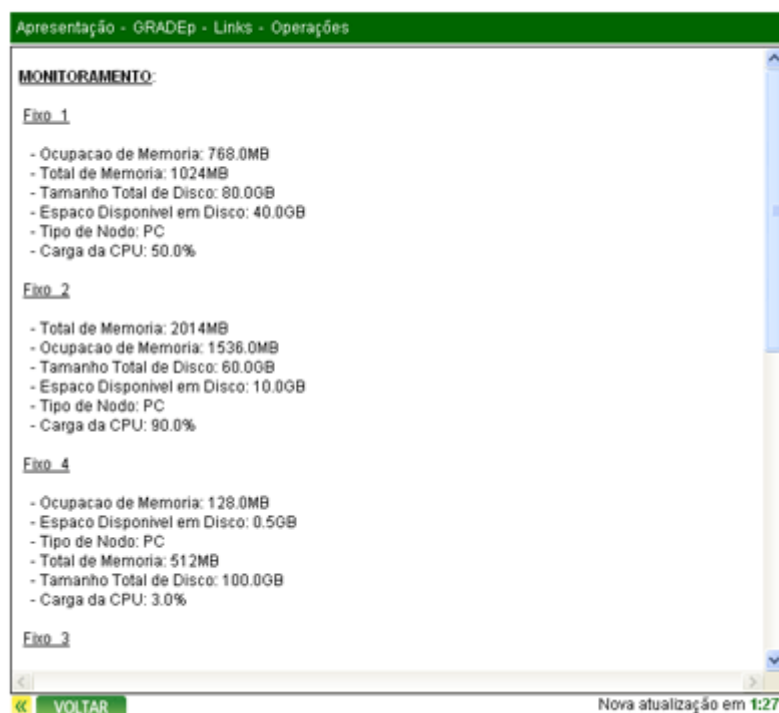 Apresentação - GRADEp - Links - Operações
MONITORAMENTO:
Fixo_1
- Ocupacao de Memoria: 768.0MB
- Total de Memoria: 1024MB
- Tamanho Total de Disco: 80.0GB
- Espaco Disponivel em Disco: 40.0GB
- Tipo de Nodo: PC
- Carga da CPU: 50.0%
Fixo_2
- Total de Memoria: 2014MB
- Ocupacao de Memoria: 1536.0MB
- Tamanho Total de Disco: 60.0GB
- Espaco Disponivel em Disco: 10.0GB
- Tipo de Nodo: PC
- Carga da CPU: 90.0%
Fixo_4
- Ocupacao de Memoria: 128.0MB
- Espaco Disponivel em Disco: 0.5GB
- Tipo de Nodo: PC
- Total de Memoria: 512MB
- Tamanho Total de Disco: 100.0GB
- Carga da CPU: 3.0%
Fixo_3
« VOLTAR Nova atualização em 1:27